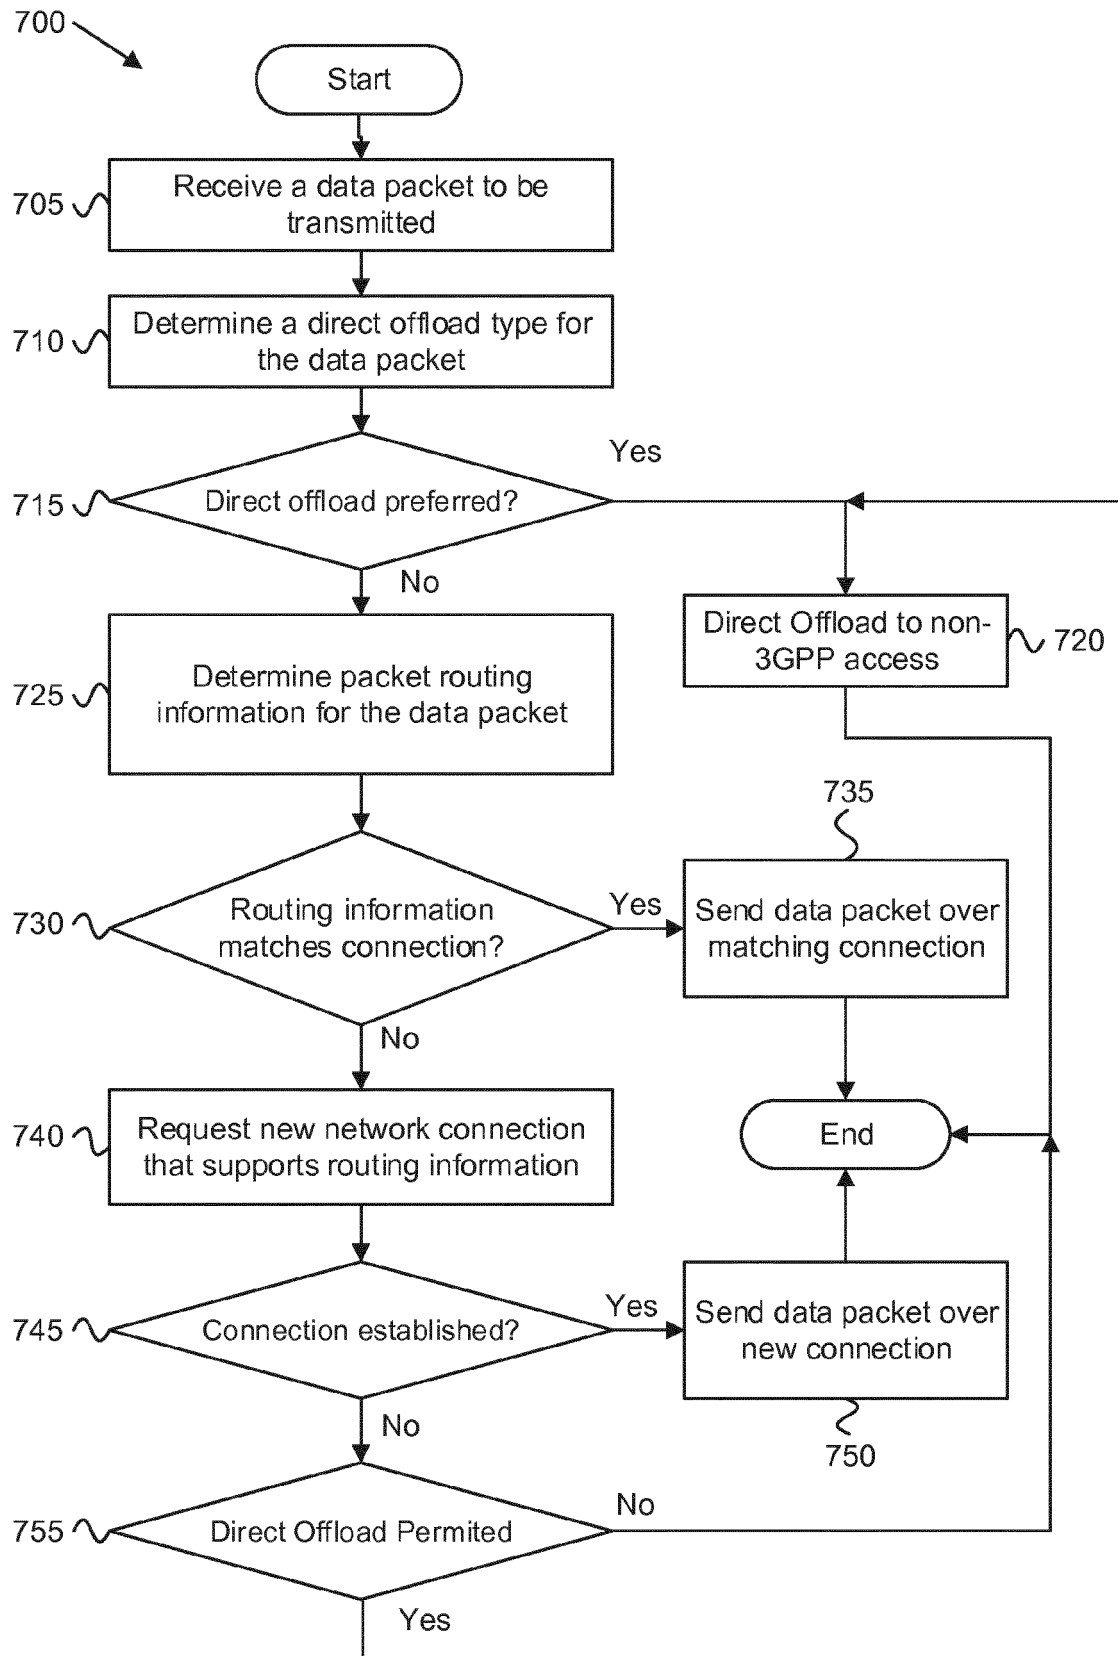 700
Start
705
Receive a data packet to be
transmitted
710
Determine a direct offload type for
the data packet
Yes
715
Direct offload preferred?
No
Direct Offload to non-
3GPP access
720
725
Determine packet routing
information for the data packet
735
730
Routing information
matches connection?
Yes
Send data packet over
matching connection
No
740
Request new network connection
that supports routing information
End
745
Connection established?
Yes
Send data packet over
new connection
No
750
755
Direct Offload Permited
No
Yes